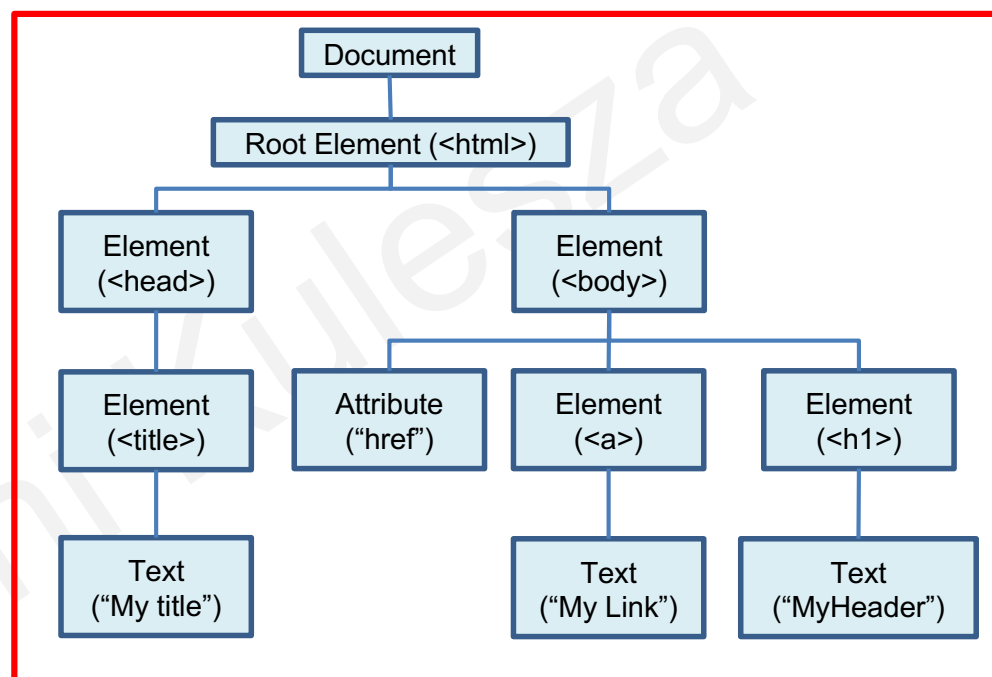 Document
Root Element (<html>)
Element
(<head>)
Element
(<body>)
Element
(<title>)
Attribute
(“href”)
Element
(<a>)
Element
(<h1>)
Text
(“My title”)
Text
(“My Link”)
Text
(“MyHeader”)
Kulesza